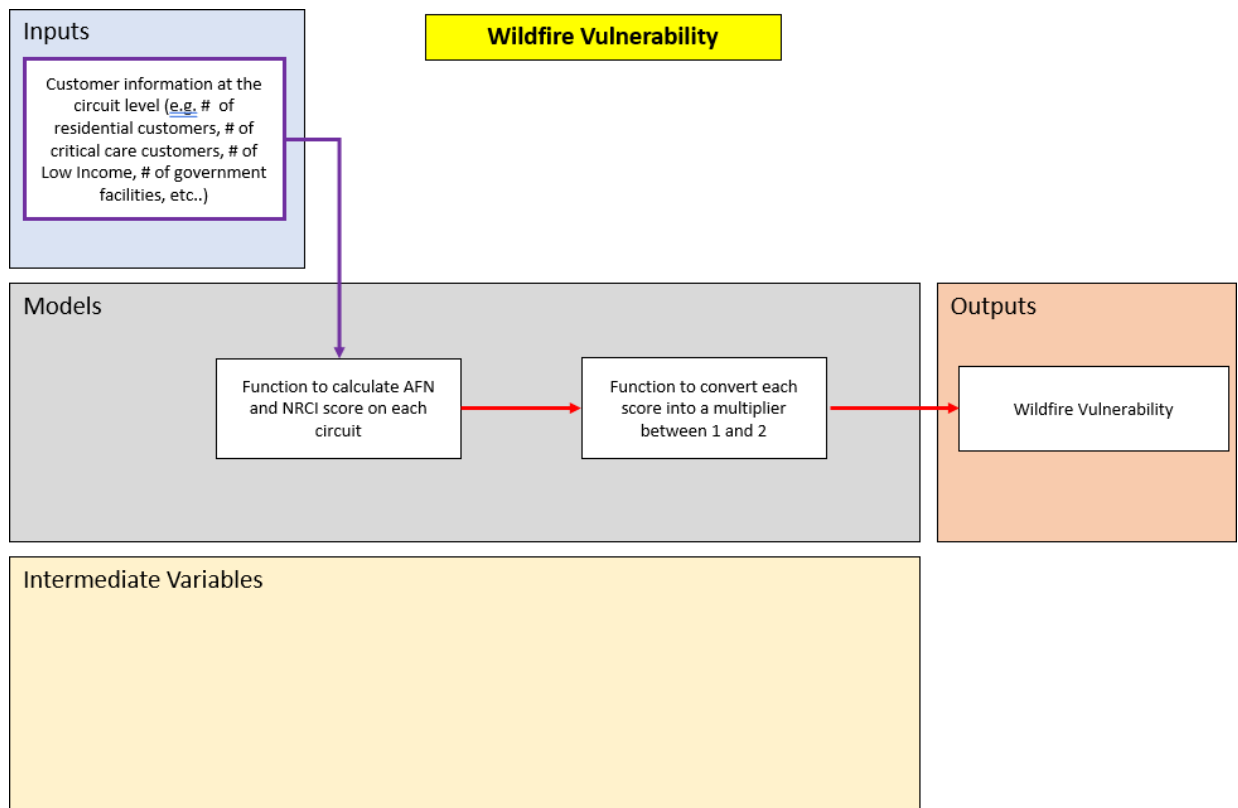 Inputs
Wildfire Vulnerability
Customer information at the
circuit level (e.g. # of
residential customers, # of
critical care customers, # of
Low Income, # of government
facilities, etc..)
Models
Outputs
Function to calculate AFN
and NRCI score on each
circuit
Function to convert each
score into a multiplier
between 1 and 2
Wildfire Vulnerability
Intermediate Variables